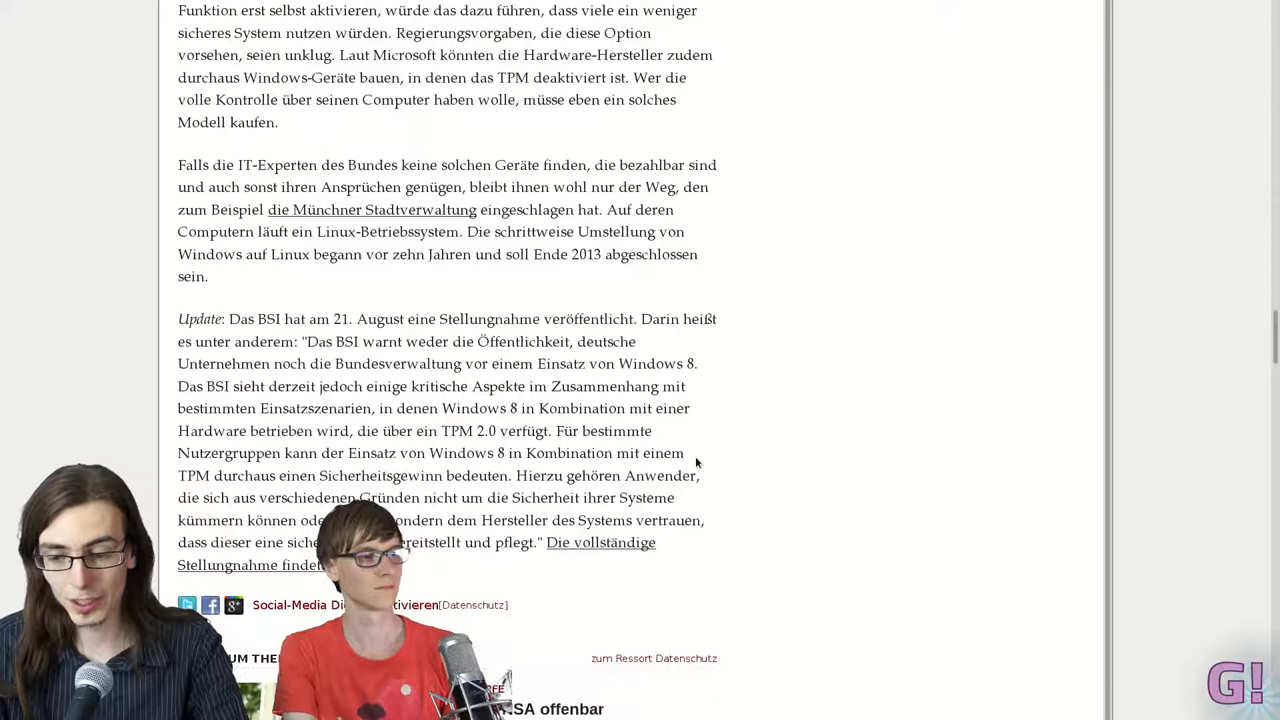 Funktion erst selbst aktivieren, würde das dazu führen, dass viele ein weniger
sicheres System nutzen würden. Regierungsvorgaben, die diese Option
vorsehen, seien unklug. Laut Microsoft könnten die Hardware-Hersteller zudem
durchaus Windows-Geräte bauen, in denen das TPM deaktiviert ist. Wer die
volle Kontrolle über seinen Computer haben wolle, müsse eben ein solches
Modell kaufen.
Falls die IT-Experten des Bundes keine solchen Geräte finden, die bezahlbar sind
und auch sonst ihren Ansprüchen genügen, bleibt ihnen wohl nur der Weg, den
zum Beispiel die Münchner Stadtverwaltung eingeschlagen hat. Auf deren
Computern läuft ein Linux-Betriebssystem. Die schrittweise Umstellung von
Windows auf Linux begann vor zehn Jahren und soll Ende 2013 abgeschlossen
sein.
Update: Das BSI hat am 21. August eine Stellungnahme veröffentlicht. Darin heißt
es unter anderem: "Das BSI warnt weder die Öffentlichkeit, deutsche
Unternehmen noch die Bundesverwaltung vor einem Einsatz von Windows 8.
Das BSI sieht derzeit jedoch einige kritische Aspekte im Zusammenhang mit
bestimmten Einsatzszenarien, in denen Windows 8 in Kombination mit einer
Hardware betrieben wird, die über ein TPM 2.0 verfügt. Für bestimmte
Nutzergruppen kann der Einsatz von Windows 8 in Kombination mit einem
TPM durchaus einen Sicherheitsgewinn bedeuten. Hierzu gehören Anwender,
die sich aus verschiedenen Gründen nicht um die Sicherheit ihrer Systeme
kümmern können ondern dem Hersteller des Systems vertrauen,
dass dieser eine ereitstellt und pflegt." Die vollständige
Stellungnahme findet
Social-Media Di tivieren[Datenschutz]
UM THE zum Ressort Datenschutz
SA offenbar
G!